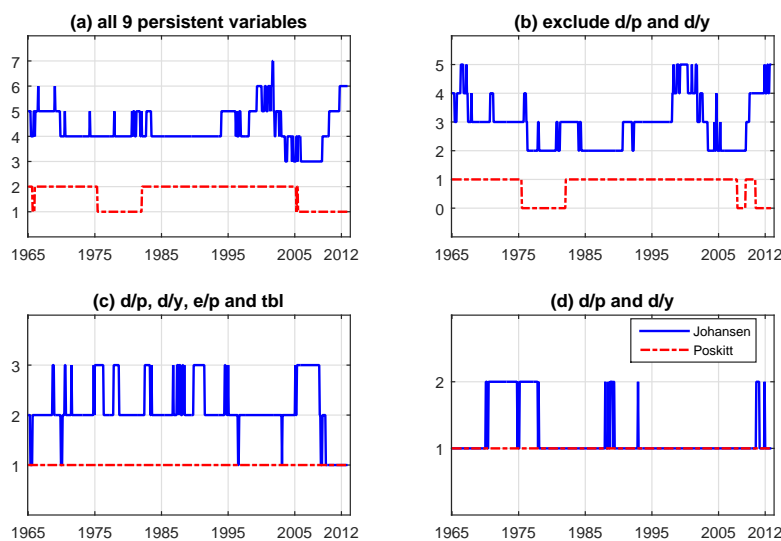 (a) all 9 persistent variables
7
6
5
4
3
2
1
1965 1975 1985 1995 2005 2012
(b) exclude d/p and d/y
5
4
3
2
1
0
1965 1975 1985 1995 2005 2012
(c) d/p, d/y, e/p and tbl
3
2
1
1965 1975 1985 1995 2005 2012
(d) d/p and d/y
Johansen
Poskitt
2
1
1965 1975 1985 1995 2005 2012